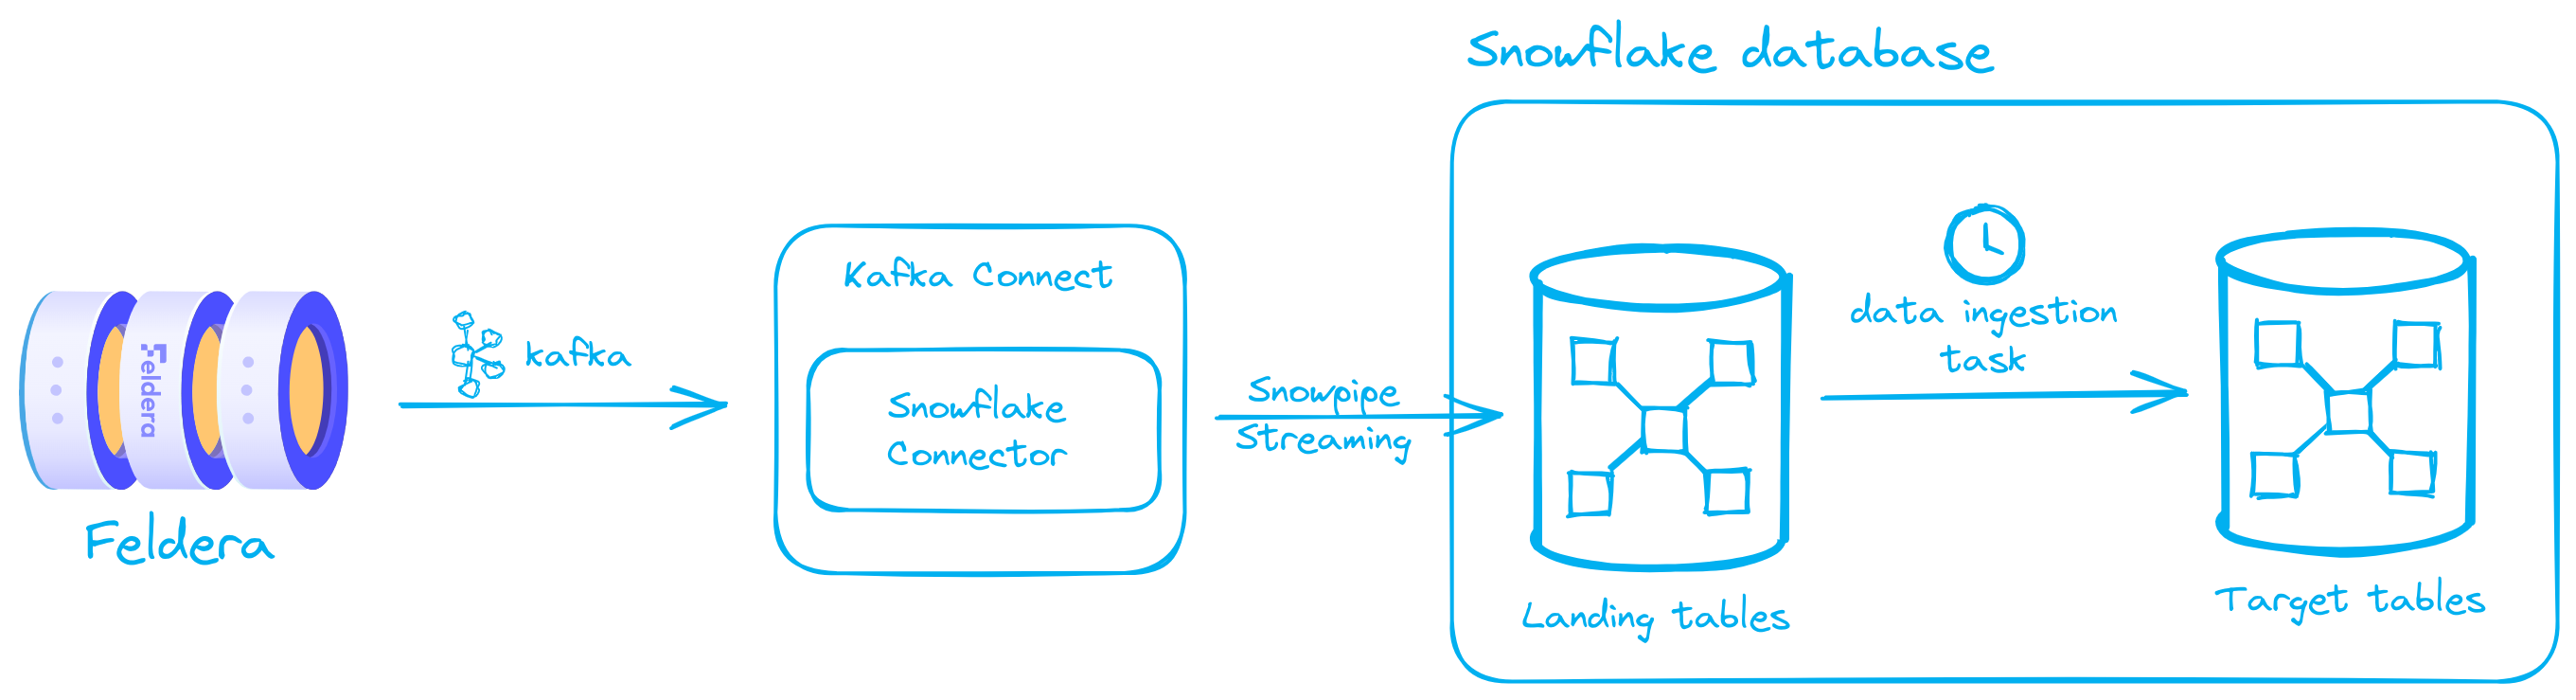 Snowflake database
Kafka Connect
data ingestion
task
kafka
Feldera
Snowflake
Connector
Snowpipe
Streaming
Feldera
Landing tables
Target tables